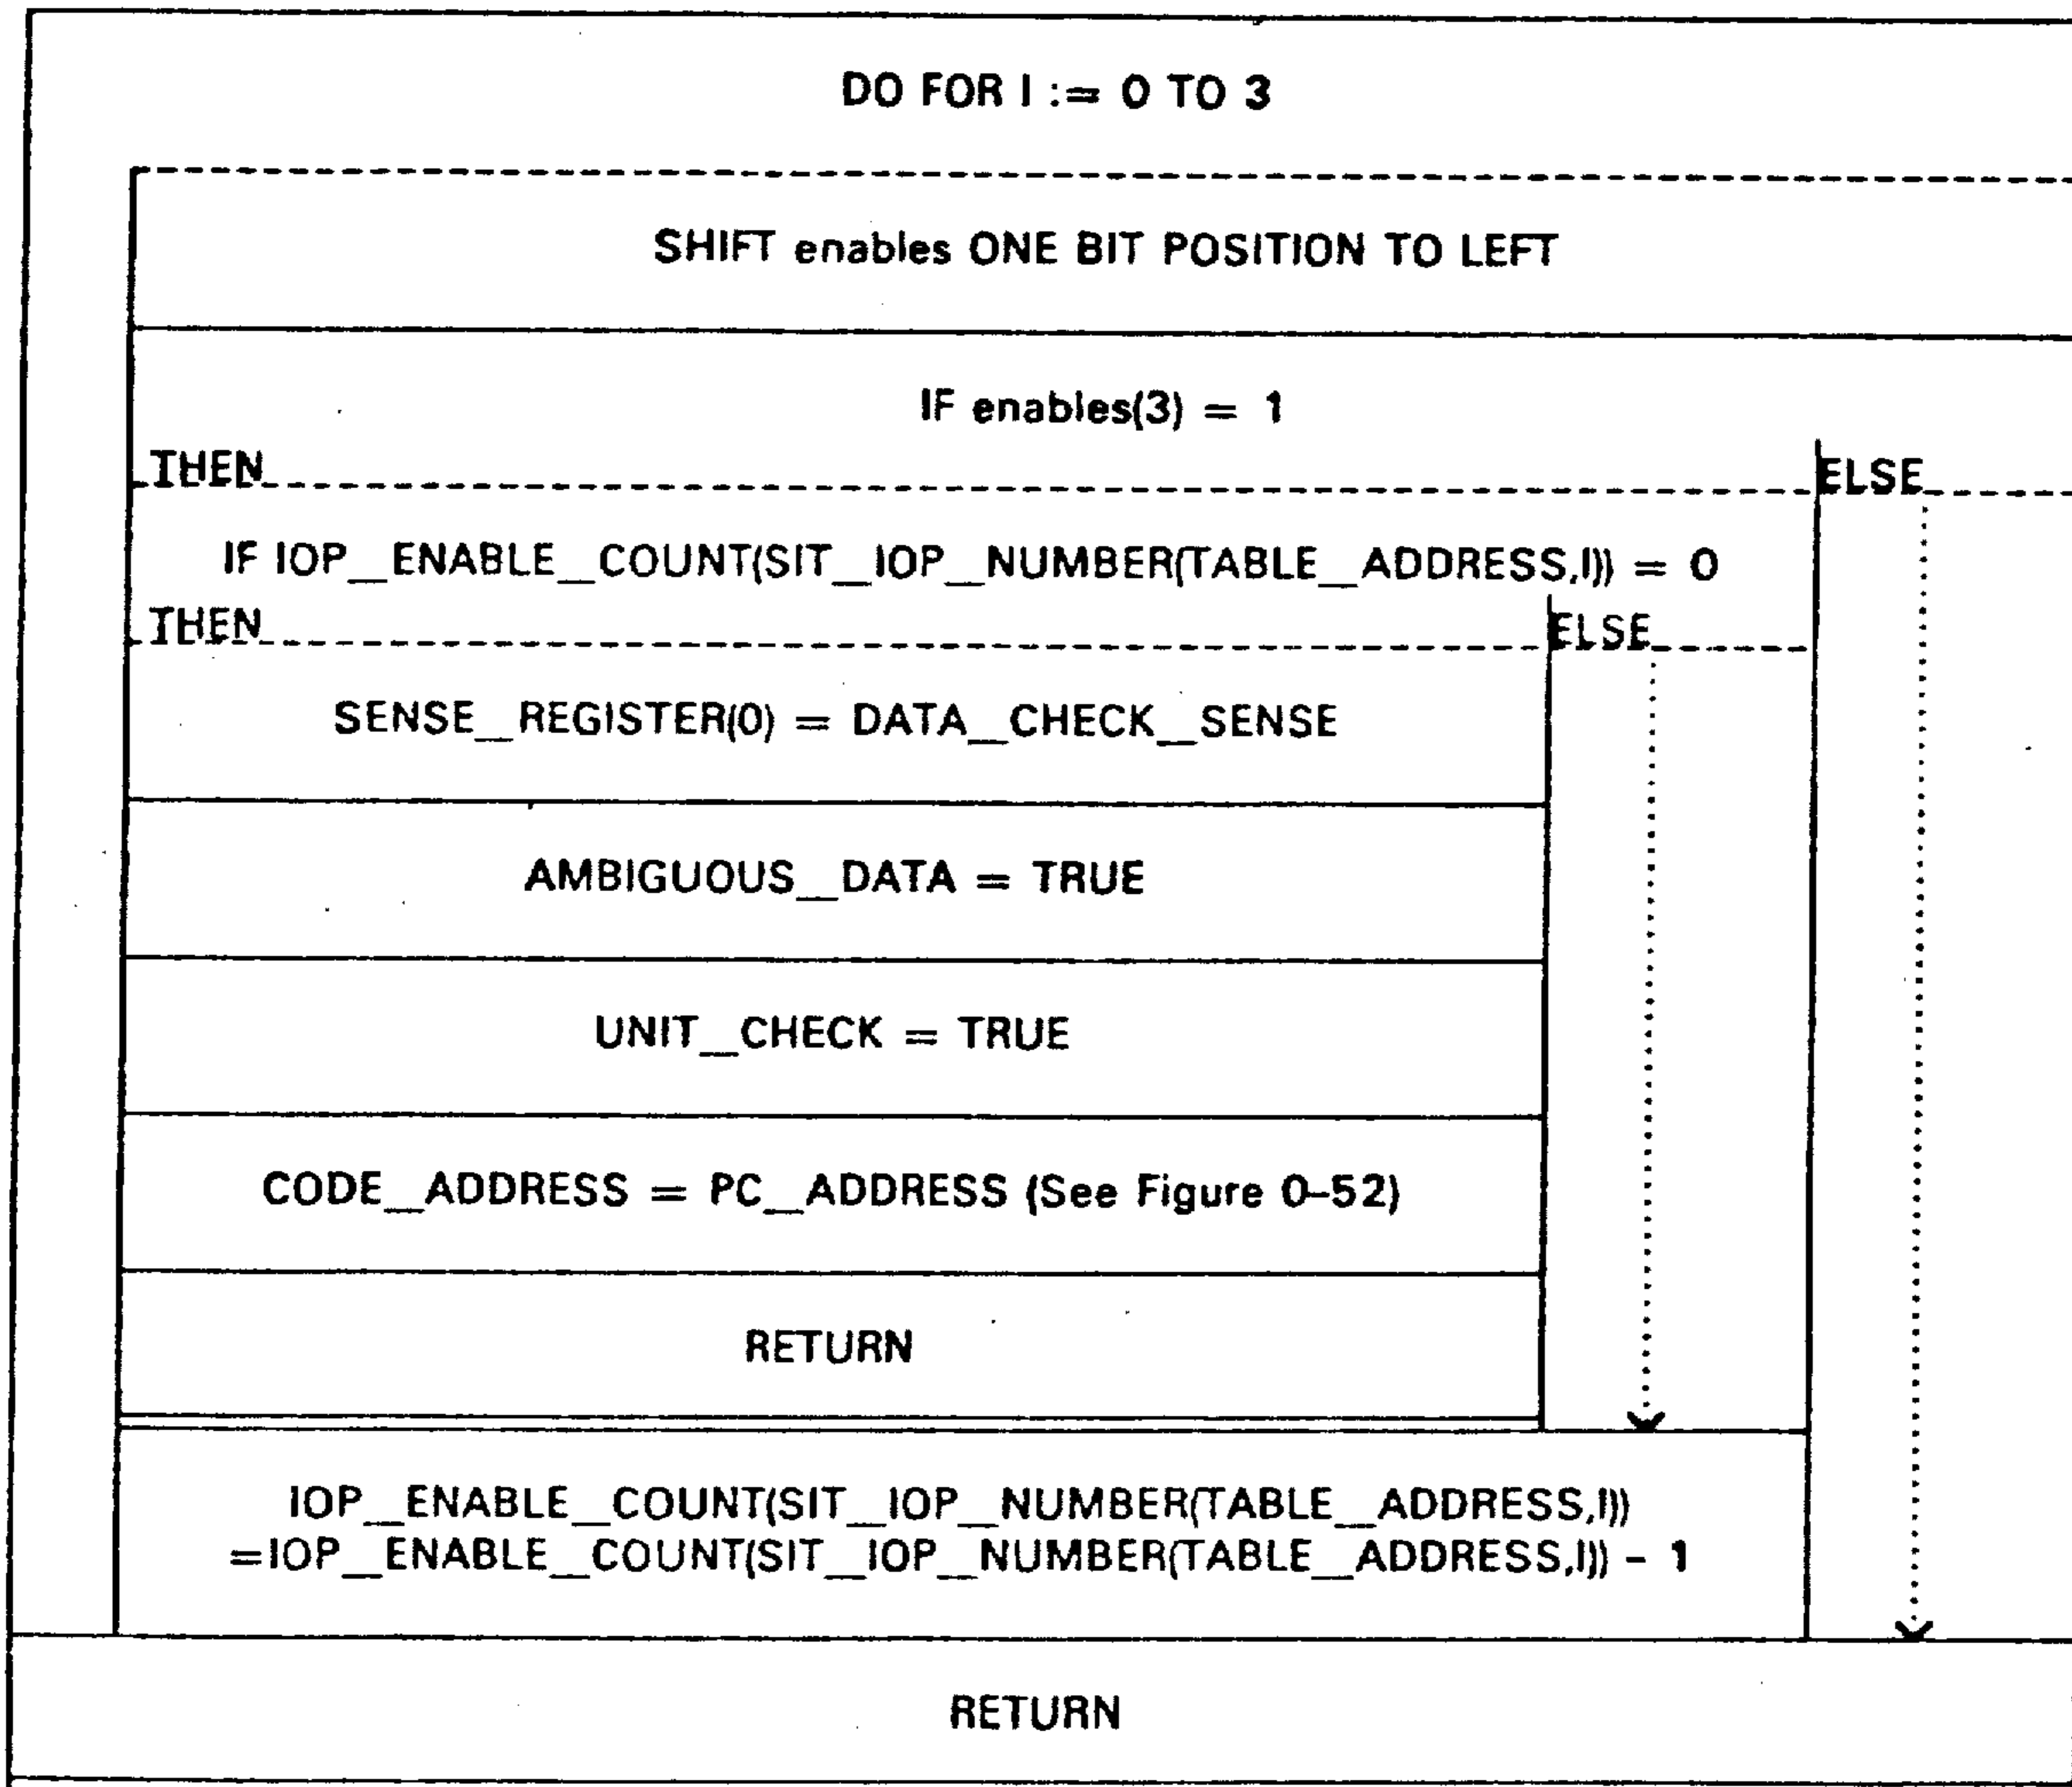 DO FOR I := 0 TO 3
SHIFT enables ONE BIT POSITION TO LEFT
IF enables(3) = 1
THEN ELSE
IF IOP__ENABLE__COUNT(SIT__IOP__NUMBER(TABLE__ADDRESS,I)) = 0
THEN ELSE
SENSE__REGISTER(0) = DATA__CHECK__SENSE
AMBIGUOUS__DATA = TRUE
UNIT__CHECK = TRUE
CODE__ADDRESS = PC__ADDRESS (See Figure 0-52)
RETURN
IOP__ENABLE__COUNT(SIT__IOP__NUMBER(TABLE__ADDRESS,I))
=IOP__ENABLE__COUNT(SIT__IOP__NUMBER(TABLE__ADDRESS,I)) - 1
RETURN